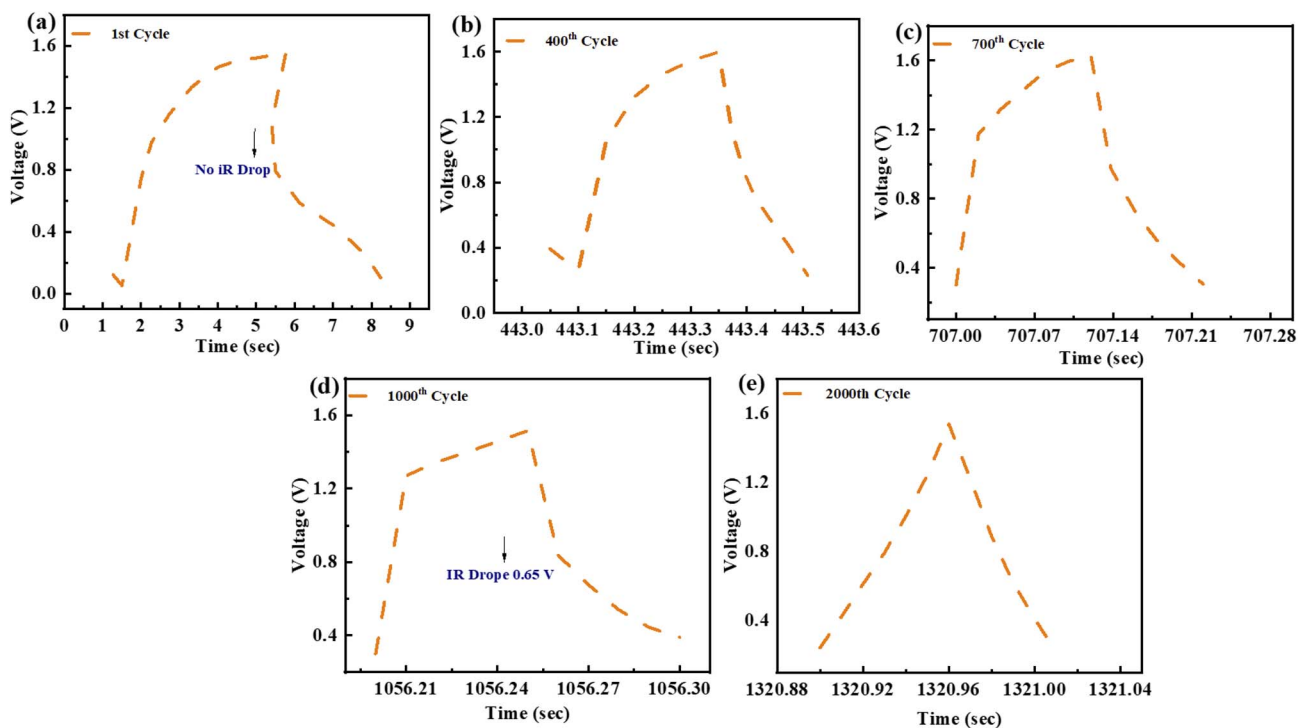 (a)
1st Cycle
1.6
1.2
0.8
0.4
0.0
Voltage (V)
No iR Drop
0 1 2 3 4 5 6 7 8 9
Time (sec)
(b)
400th Cycle
1.6
1.2
0.8
0.4
0.0
Voltage (V)
443.0 443.1 443.2 443.3 443.4 443.5 443.6
Time (sec)
(c)
700th Cycle
1.6
1.2
0.8
0.4
Voltage (V)
707.00 707.07 707.14 707.21 707.28
Time (sec)
(d)
1000th Cycle
1.6
1.2
0.8
0.4
Voltage (V)
IR Drope 0.65 V
1056.21 1056.24 1056.27 1056.30
Time (sec)
(e)
2000th Cycle
1.6
1.2
0.8
0.4
Voltage (V)
1320.88 1320.92 1320.96 1321.00 1321.04
Time (sec)